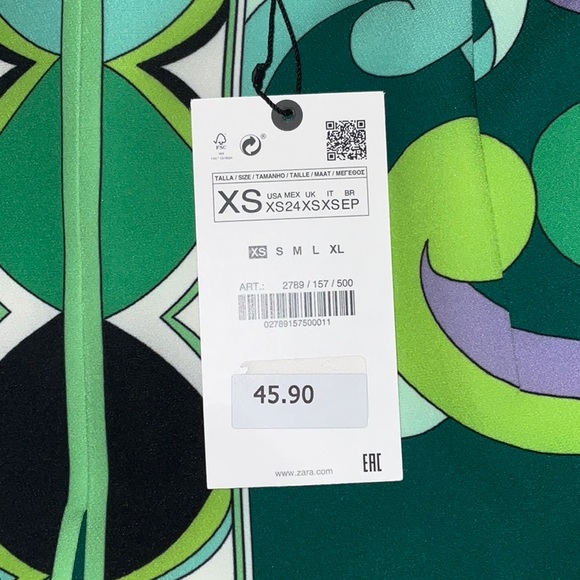 FSC
TALLA / SIZE / TAMANHO / TAILLE / MAAT / ΜΕΓΕΘΟΣ
XS
USA MEX UK IT BR
XS 24 XS XS EP
XS S M L XL
ART.: 2789 / 157 / 500
02789157500011
45.90
www.zara.com
EAC